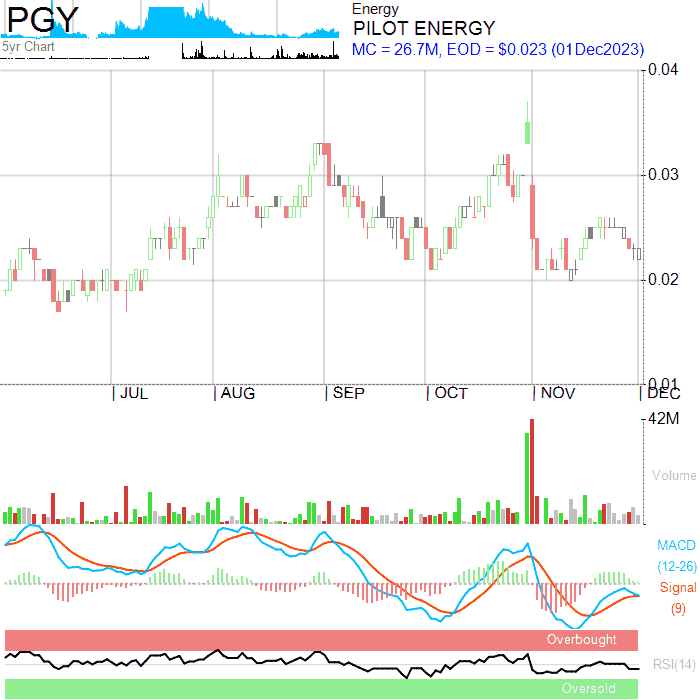 PGY
5yr Chart
Energy
PILOT ENERGY
MC = 26.7M, EOD = $0.023 (01Dec2023)
0.04
0.03
0.02
0.01
JUL
AUG
SEP
OCT
NOV
DEC
42M
Volume
MACD
(12-26)
Signal
(9)
Overbought
RSI(14)
Oversold